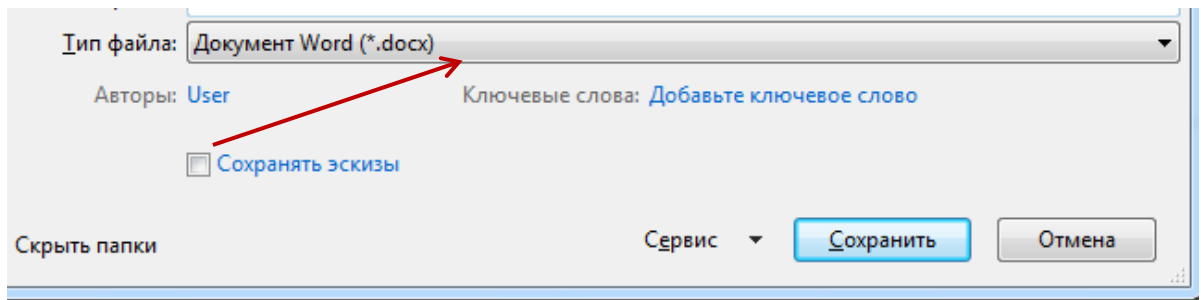 Тип файла: Документ Word (*.docx)
Авторы: User Ключевые слова: Добавьте ключевое слово
Сохранять эскизы
Скрыть папки Сервис Сохранить Отмена